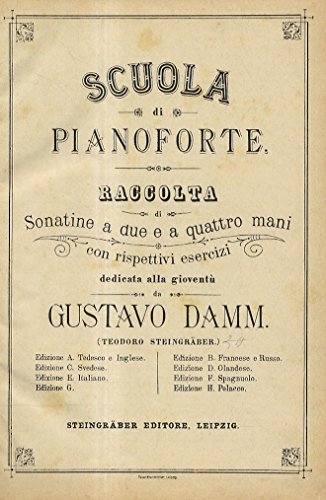 SCUOLA
di
PIANOFORTE.
RACCOLTA
di
Sonatine a due e a quattro mani
con rispettivi esercizi
dedicata alla gioventù
da
GUSTAVO DAMM.
(TEODORO STEINGRÄBER.)
Edizione A. Tedesco e Inglese.
Edizione C. Svedese.
Edizione E. Italiano.
Edizione G.
Edizione B. Francese e Russo.
Edizione D. Olandese.
Edizione F. Spagnuolo.
Edizione H. Polacco.
STEINGRÄBER EDITORE, LEIPZIG.